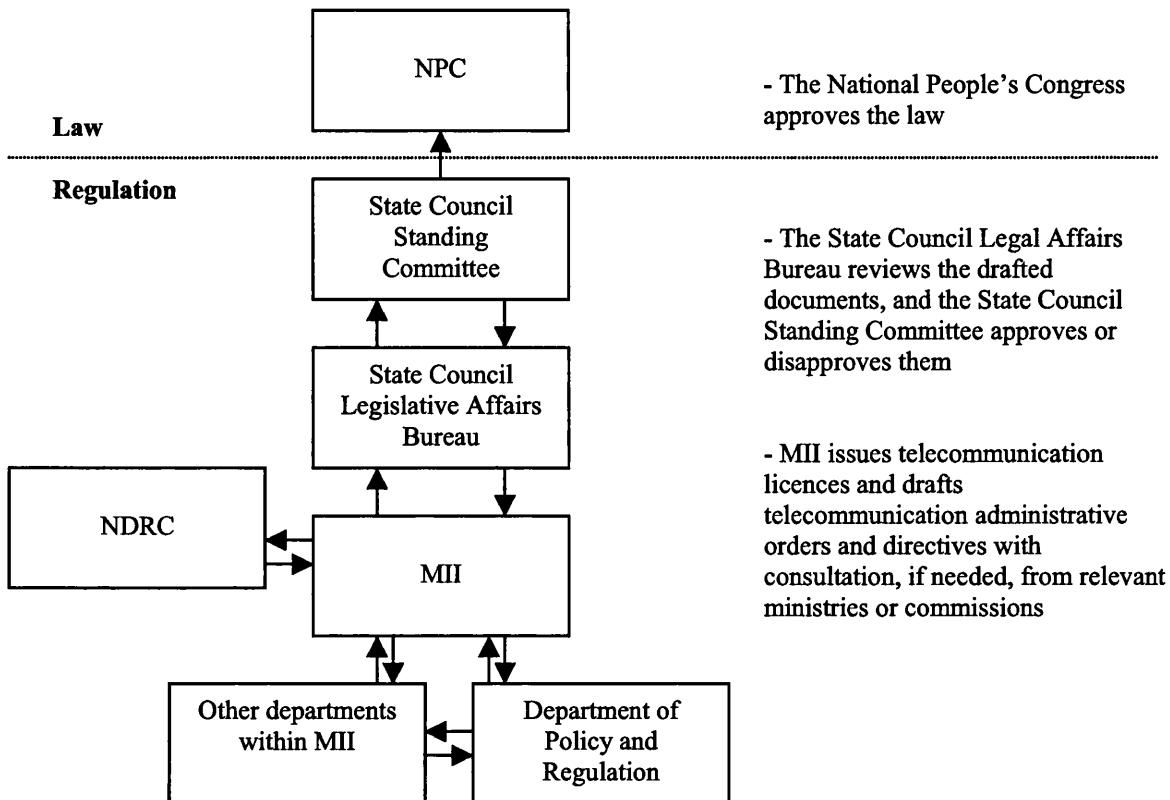 NPC
- The National People's Congress
approves the law
Law
Regulation
State Council
Standing
Committee
- The State Council Legal Affairs
Bureau reviews the drafted
documents, and the State Council
Standing Committee approves or
disapproves them
State Council
Legislative Affairs
Bureau
- MII issues telecommunication
licences and drafts
telecommunication administrative
orders and directives with
consultation, if needed, from relevant
ministries or commissions
NDRC
MII
Other departments
within MII
Department of
Policy and
Regulation